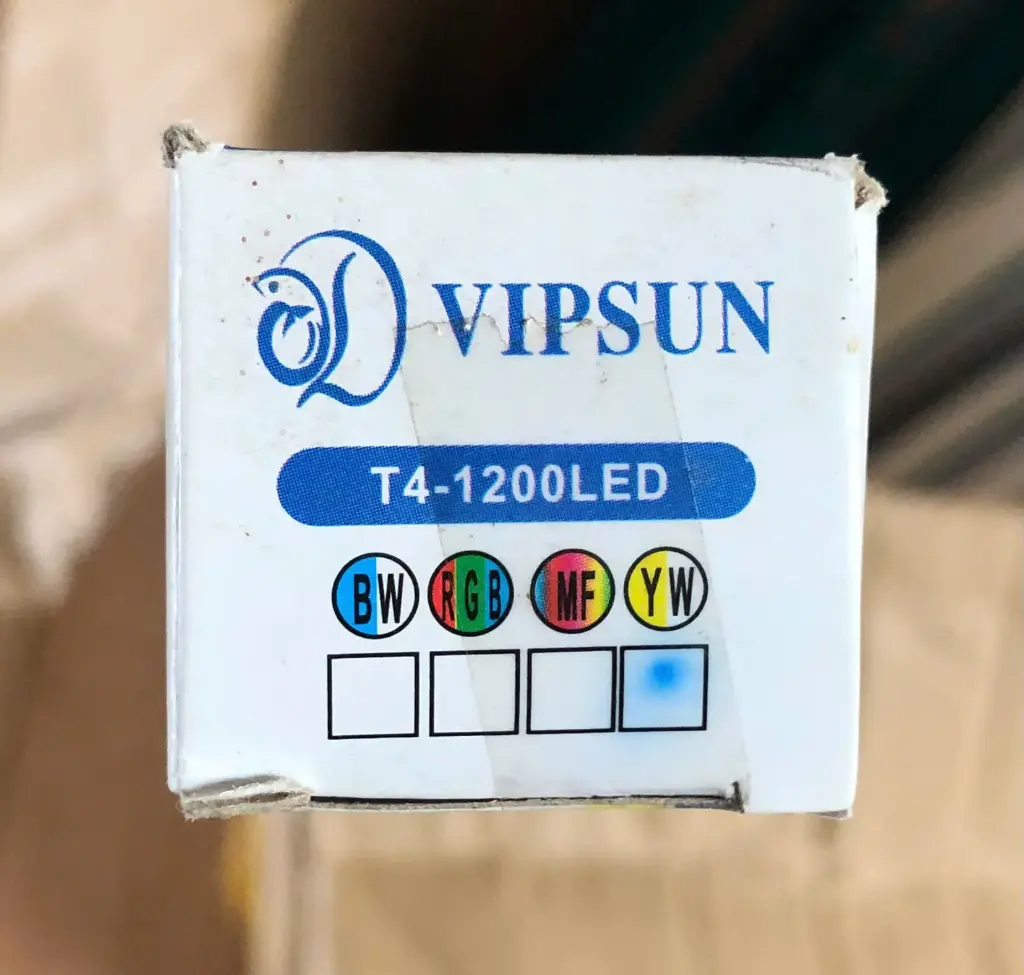 VIPSUN
T4-1200LED
BW RGB MF YW